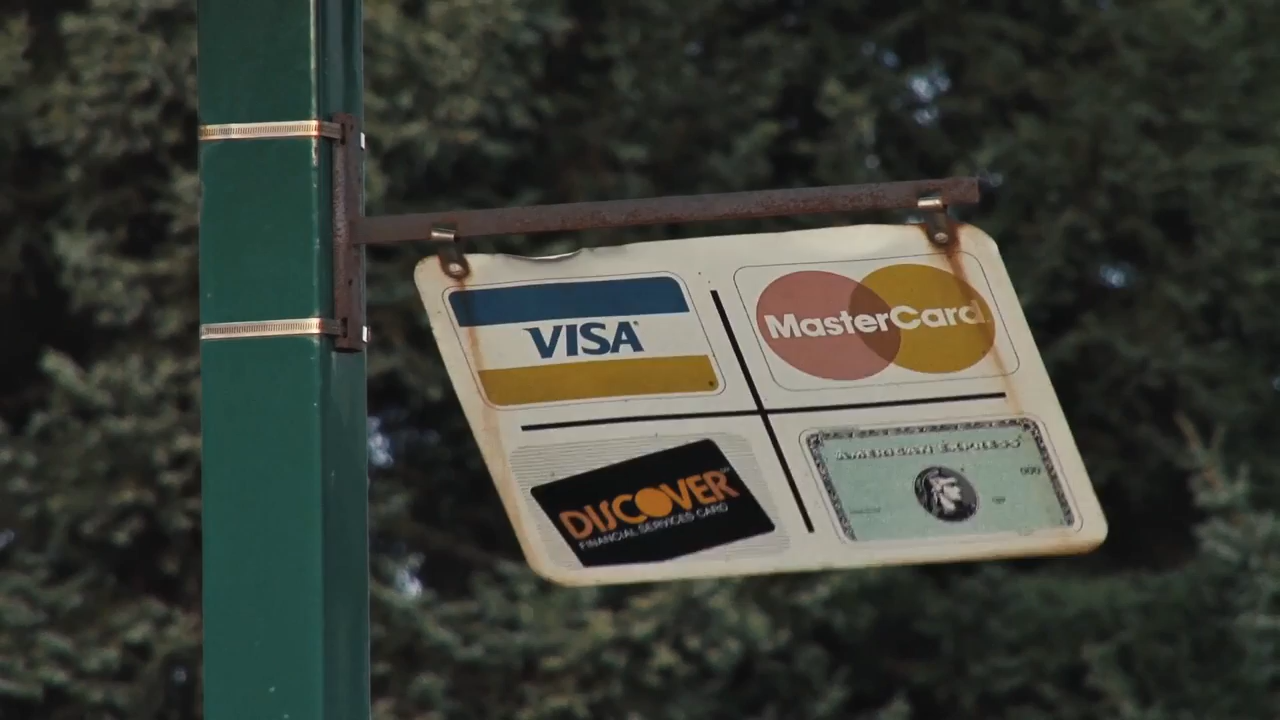 VISA
MasterCard
DISCOVER
FINANCIAL SERVICES CARD
AMERICAN EXPRESS